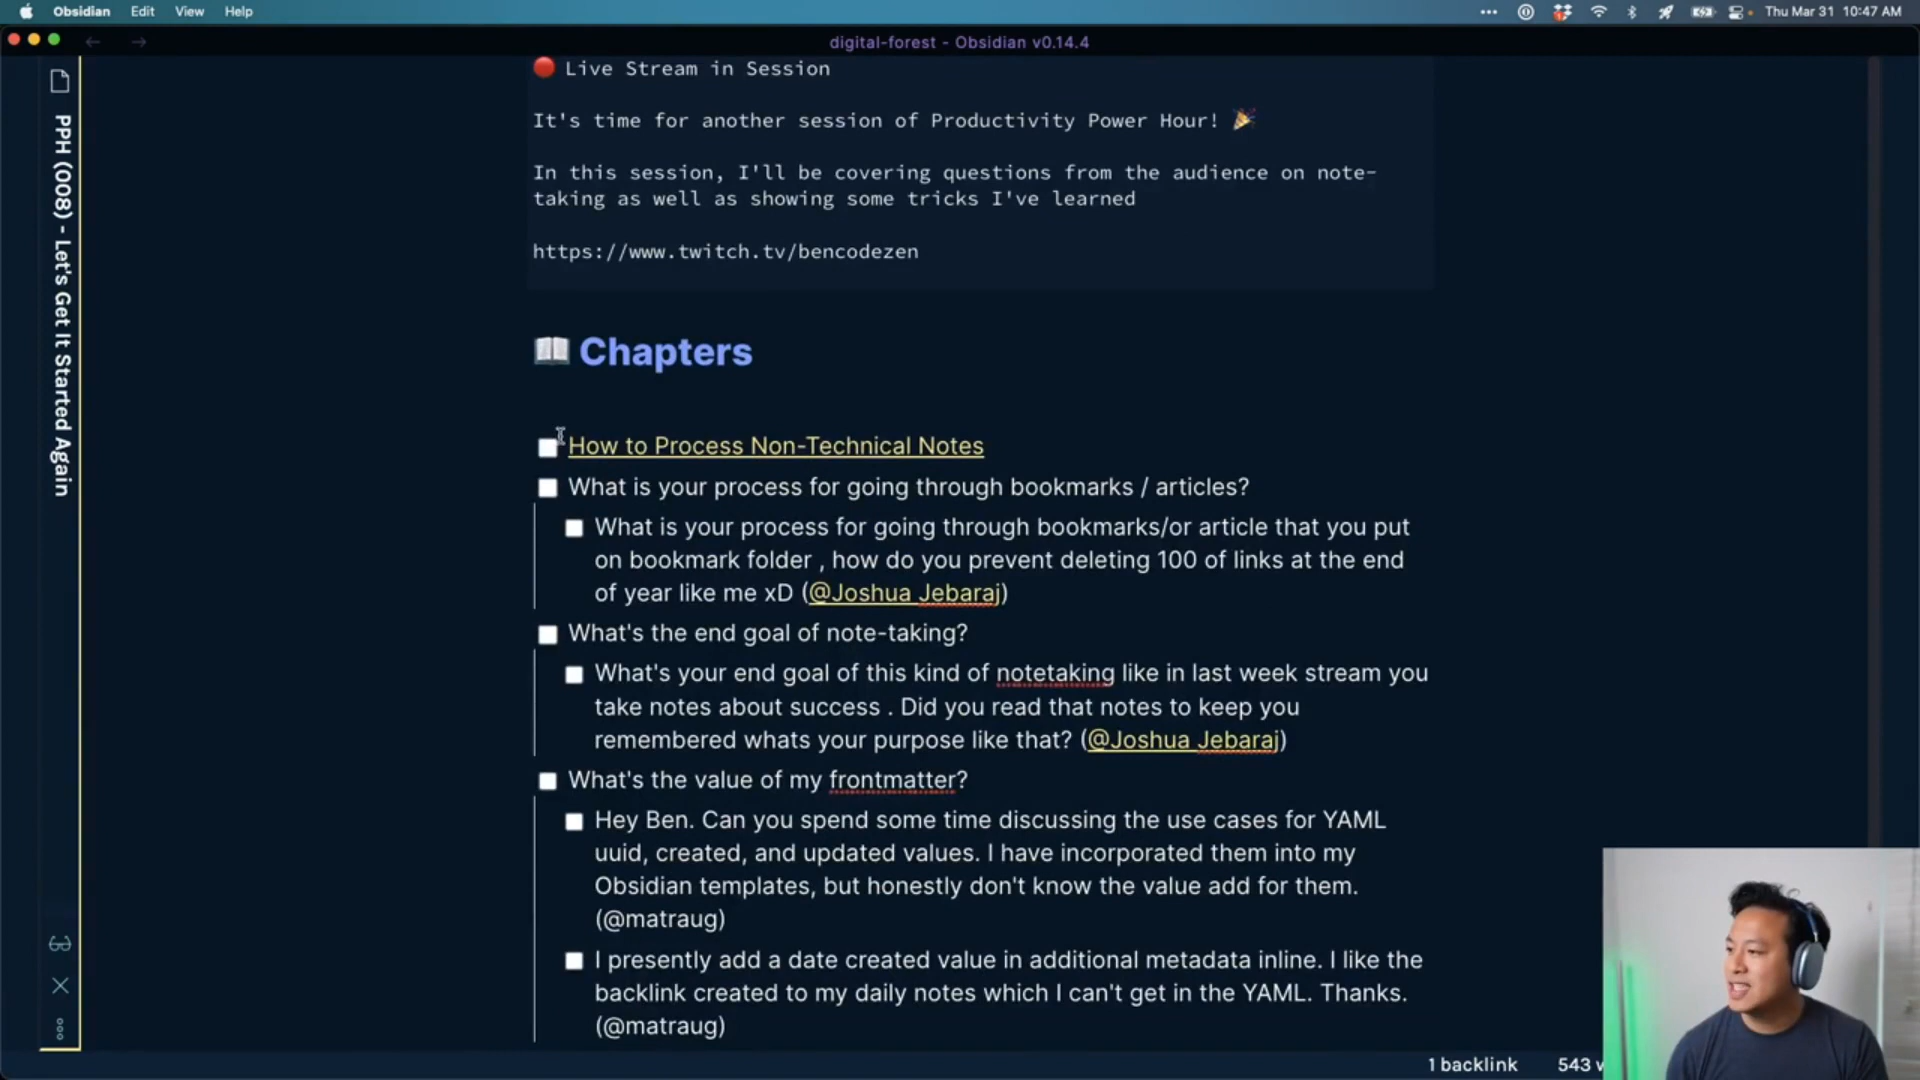 Obsidian Edit View Help
Thu Mar 31 10:47 AM
digital-forest - Obsidian v0.14.4
PPH (008) - Let's Get It Started Again
🔴 Live Stream in Session
It's time for another session of Productivity Power Hour! 🎉
In this session, I'll be covering questions from the audience on note-
taking as well as showing some tricks I've learned
https://www.twitch.tv/bencodezen
📖 Chapters
How to Process Non-Technical Notes
What is your process for going through bookmarks / articles?
What is your process for going through bookmarks/or article that you put
on bookmark folder , how do you prevent deleting 100 of links at the end
of year like me xD (@Joshua Jebaraj)
What's the end goal of note-taking?
What's your end goal of this kind of notetaking like in last week stream you
take notes about success . Did you read that notes to keep you
remembered whats your purpose like that? (@Joshua Jebaraj)
What's the value of my frontmatter?
Hey Ben. Can you spend some time discussing the use cases for YAML
uuid, created, and updated values. I have incorporated them into my
Obsidian templates, but honestly don't know the value add for them.
(@matraug)
I presently add a date created value in additional metadata inline. I like the
backlink created to my daily notes which I can't get in the YAML. Thanks.
(@matraug)
1 backlink 543